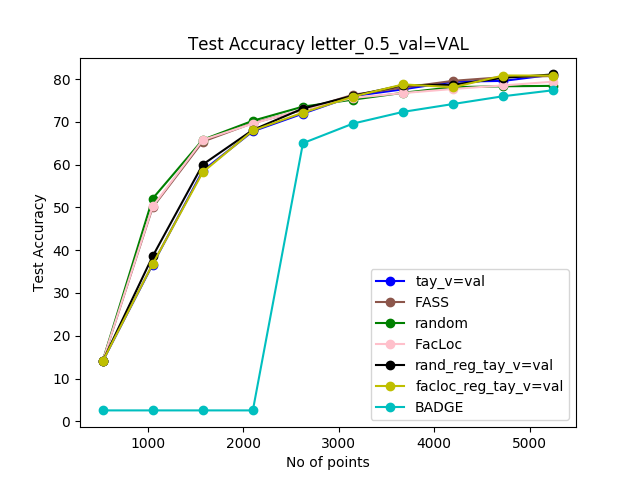 Test Accuracy letter_0.5_val=VAL
Test Accuracy
80
70
60
50
40
30
20
10
0
tay_v=val
FASS
random
FacLoc
rand_reg_tay_v=val
facloc_reg_tay_v=val
BADGE
1000 2000 3000 4000 5000
No of points